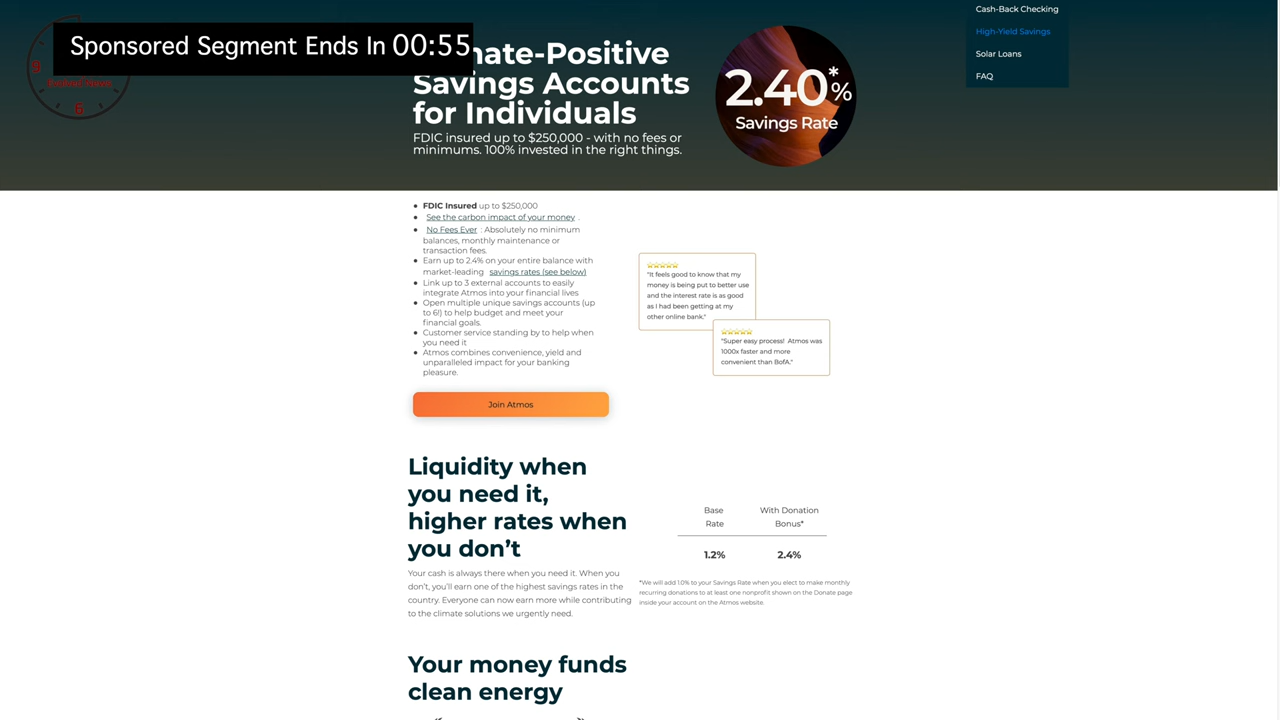 Sponsored Segment Ends In 00:55
Cash-Back Checking
High-Yield Savings
Solar Loans
FAQ
Savings Accounts
for Individuals
FDIC insured up to $250,000 - with no fees or
minimums. 100% invested in the right things.
2.40*%
Savings Rate
FDIC Insured up to $250,000
See the carbon impact of your money .
No Fees Ever : Absolutely no minimum
balances, monthly maintenance or
transaction fees.
Earn up to 2.4% on your entire balance with
market-leading savings rates (see below)
Link up to 3 external accounts to easily
integrate Atmos into your financial lives
Open multiple unique savings accounts (up
to 6!) to help budget and meet your
financial goals.
Customer service standing by to help when
you need it
Atmos combines convenience, yield and
unparalleled impact for your banking
pleasure.
Join Atmos
"It feels good to know that my
money is being put to better use
and the interest rate is as good
as I had been getting at my
other online bank."
"Super easy process! Atmos was
1000x faster and more
convenient than BofA."
Liquidity when
you need it,
higher rates when
you don't
Your cash is always there when you need it. When you
don't, you'll earn one of the highest savings rates in the
country. Everyone can now earn more while contributing
to the climate solutions we urgently need.
Base
Rate
With Donation
Bonus*
1.2%
2.4%
*We will add 1.0% to your Savings Rate when you elect to make monthly
recurring donations to at least one nonprofit shown on the Donate page
inside your account on the Atmos website.
Your money funds
clean energy